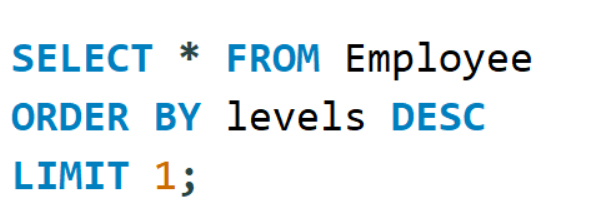 SELECT * FROM Employee
ORDER BY levels DESC
LIMIT 1;